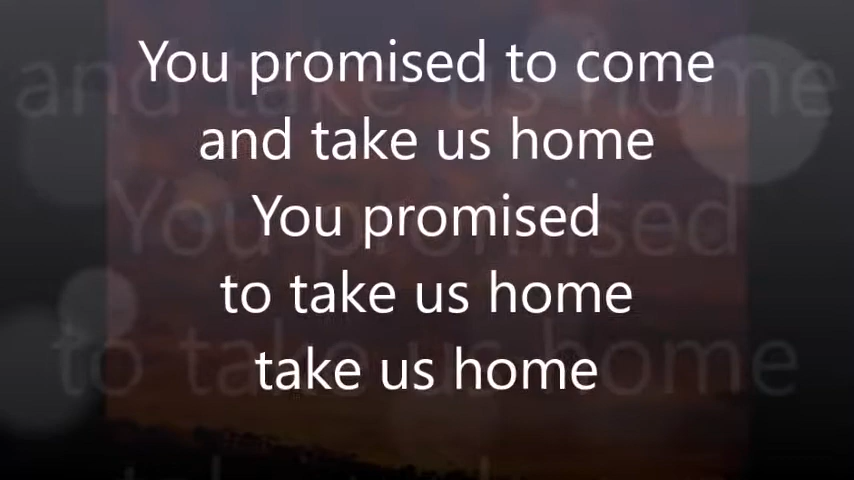 You promised to come
and take us home
You promised
to take us home
take us home